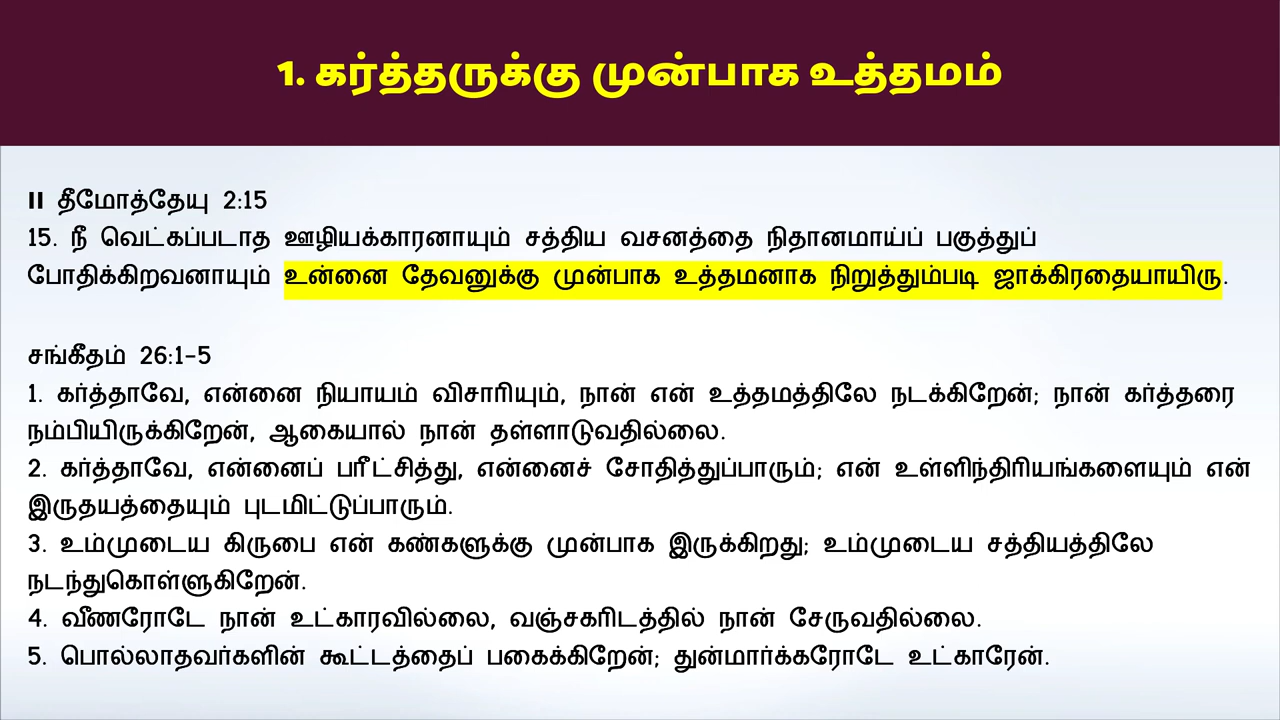 1. கர்த்தருக்கு முன்பாக உத்தமம்
II தீமோத்தேயு 2:15
15. நீ வெட்கப்படாத ஊழியக்காரனாயும் சத்திய வசனத்தை நிதானமாய்ப் பகுத்துப்
போதிக்கிறவனாயும் உன்னை தேவனுக்கு முன்பாக உத்தமனாக நிறுத்தும்படி ஜாக்கிரதையாயிரு.
சங்கீதம் 26:1-5
1. கர்த்தாவே, என்னை நியாயம் விசாரியும், நான் என் உத்தமத்திலே நடக்கிறேன்; நான் கர்த்தரை
நம்பியிருக்கிறேன், ஆகையால் நான் தள்ளாடுவதில்லை.
2. கர்த்தாவே, என்னைப் பரீட்சித்து, என்னைச் சோதித்துப்பாரும்; என் உள்ளிந்திரியங்களையும் என்
இருதயத்தையும் புடமிட்டுப்பாரும்.
3. உம்முடைய கிருபை என் கண்களுக்கு முன்பாக இருக்கிறது; உம்முடைய சத்தியத்திலே
நடந்துகொள்ளுகிறேன்.
4. வீணரோடே நான் உட்காரவில்லை, வஞ்சகரிடத்தில் நான் சேருவதில்லை.
5. பொல்லாதவர்களின் கூட்டத்தைப் பகைக்கிறேன்; துன்மார்க்கரோடே உட்காரேன்.